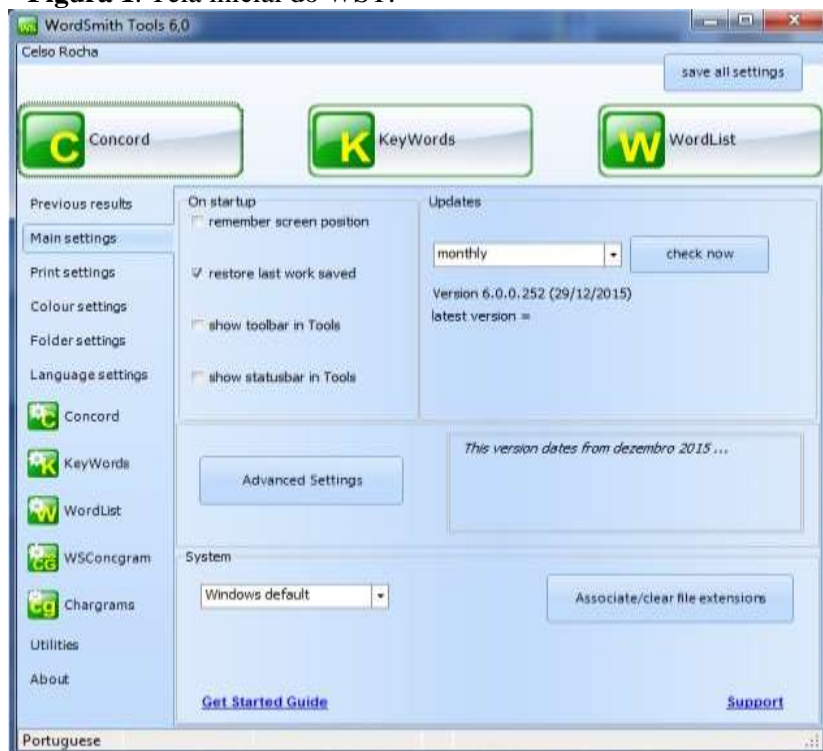 Figura 1. Tela inicial do WST.
WordSmith Tools 6,0
Celso Rocha
save all settings
C Concord
K KeyWords
W WordList
Previous results
Main settings
Print settings
Colour settings
Folder settings
Language settings
C Concord
K KeyWords
W WordList
CG WSConcgram
cg Chargrams
Utilities
About
On startup
remember screen position
restore last work saved
show toolbar in Tools
show statusbar in Tools
Updates
monthly
check now
Version 6.0.0.252 (29/12/2015)
latest version =
Advanced Settings
This version dates from dezembro 2015 ...
System
Windows default
Associate/clear file extensions
Get Started Guide
Support
Portuguese